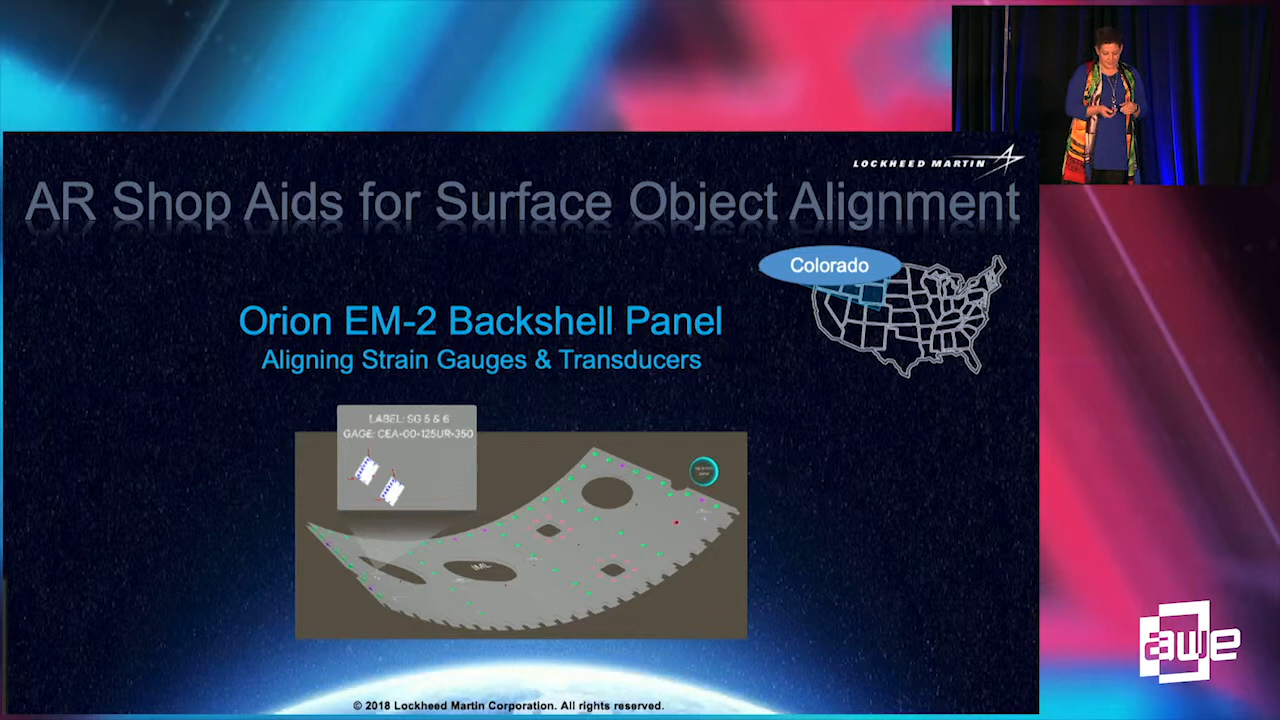 LOCKHEED MARTIN
AR Shop Aids for Surface Object Alignment
Colorado
Orion EM-2 Backshell Panel
Aligning Strain Gauges & Transducers
LABEL: SG 5 & 6
GAGE: CEA-00-125UR-350
IML
© 2018 Lockheed Martin Corporation. All rights reserved.
awe